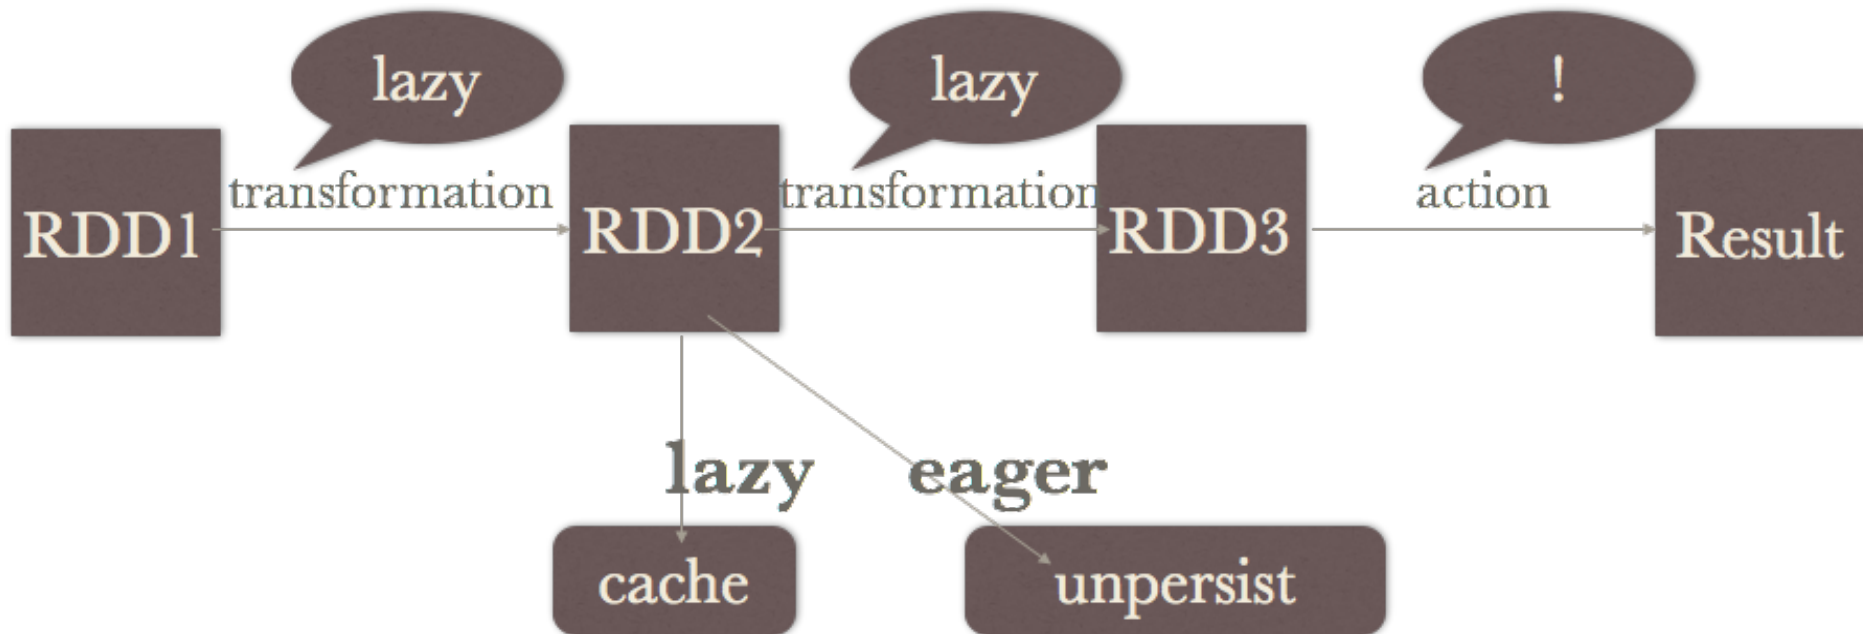 lazy
lazy
!
transformation
transformation
action
RDD1
RDD2
RDD3
Result
lazy
eager
cache
unpersist